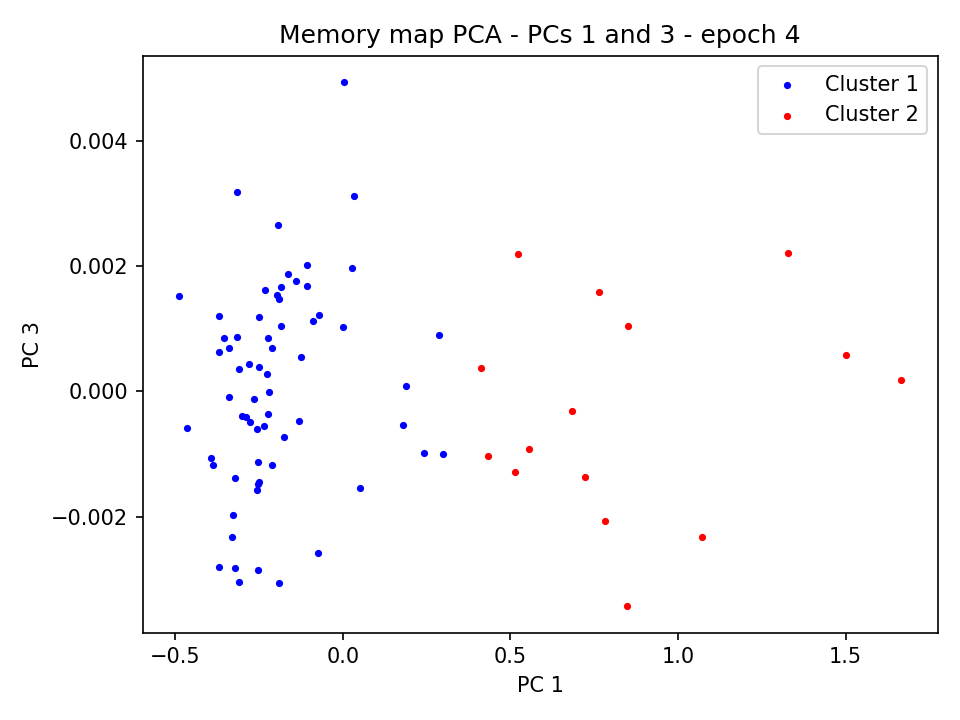 Memory map PCA - PCs 1 and 3 - epoch 4
Cluster 1
Cluster 2
PC 3
0.004
0.002
0.000
−0.002
−0.5
0.0
0.5
1.0
1.5
PC 1